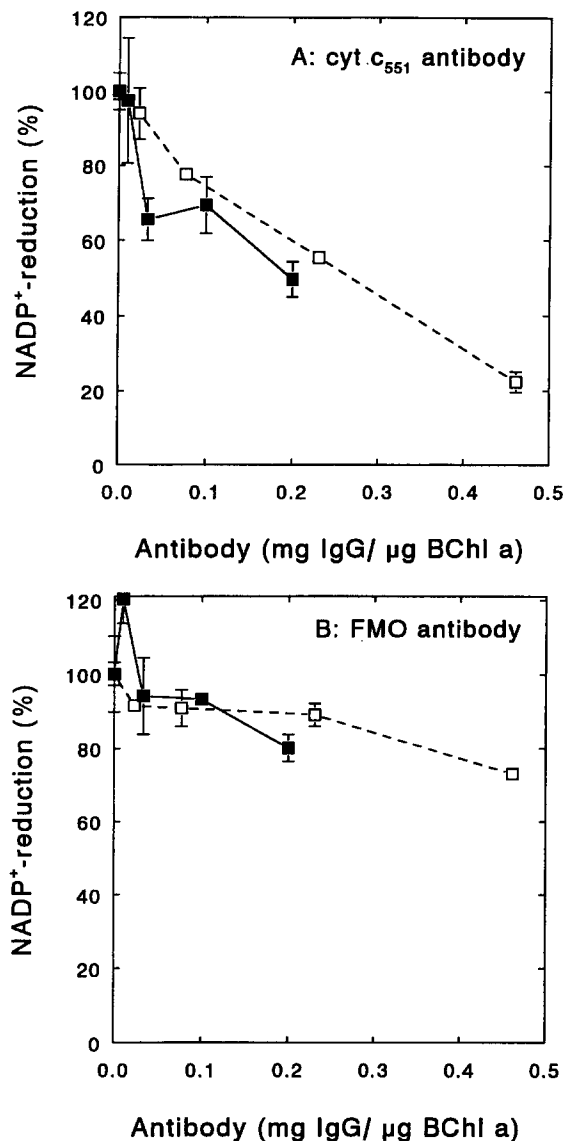 120
A: cyt c₅₅₁ antibody
100
80
60
40
20
0
NADP⁺-reduction (%)
0.0 0.1 0.2 0.3 0.4 0.5
Antibody (mg IgG/ µg BChl a)
120
B: FMO antibody
100
80
60
40
20
0
NADP⁺-reduction (%)
0.0 0.1 0.2 0.3 0.4 0.5
Antibody (mg IgG/ µg BChl a)